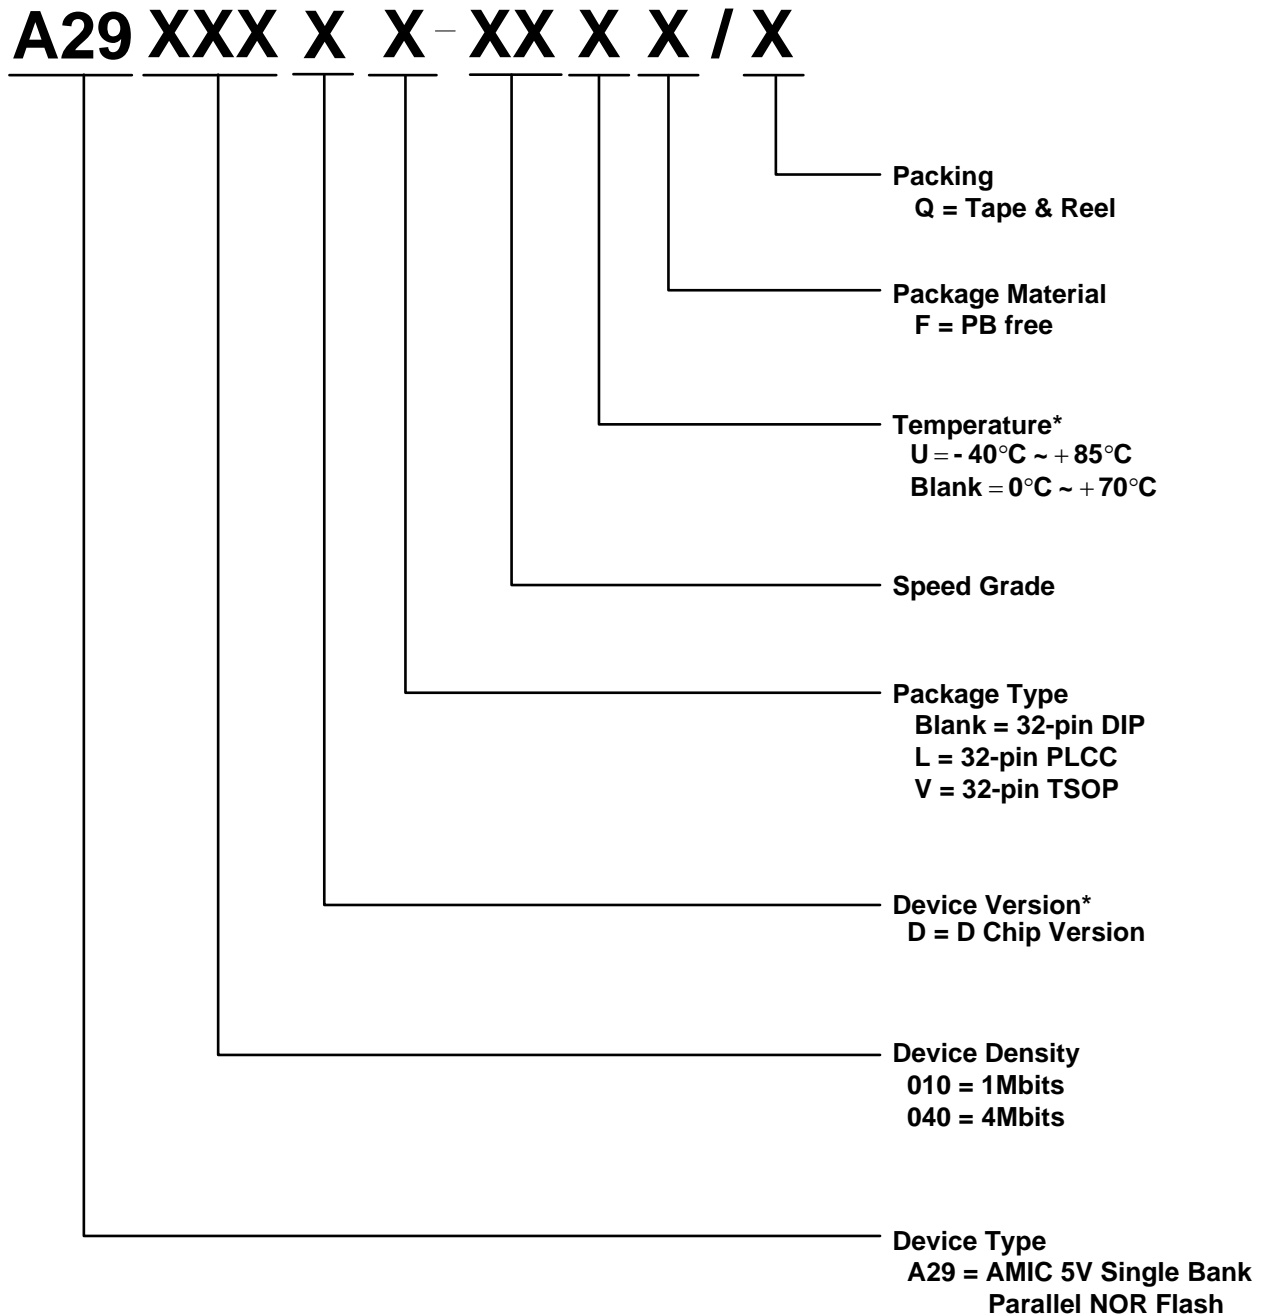 A29 XXX X X - XX X X / X
Packing
Q = Tape & Reel
Package Material
F = PB free
Temperature*
U = - 40°C ~ + 85°C
Blank = 0°C ~ + 70°C
Speed Grade
Package Type
Blank = 32-pin DIP
L = 32-pin PLCC
V = 32-pin TSOP
Device Version*
D = D Chip Version
Device Density
010 = 1Mbits
040 = 4Mbits
Device Type
A29 = AMIC 5V Single Bank
Parallel NOR Flash